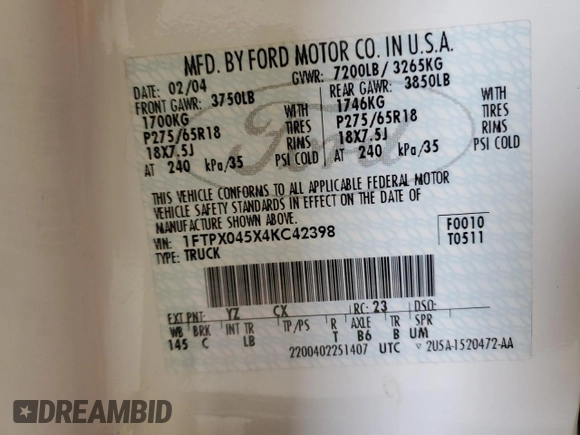 MFD. BY FORD MOTOR CO. IN U.S.A.
DATE: 02/04 GVWR: 7200LB/ 3265KG
FRONT GAWR: 3750LB REAR GAWR: 3850LB
1700KG WITH 1746KG WITH
P275/65R18 TIRES P275/65R18 TIRES
18X7.5J RIMS 18X7.5J RIMS
AT 240 kPa/35 PSI COLD AT 240 kPa/35 PSI COLD
THIS VEHICLE CONFORMS TO ALL APPLICABLE FEDERAL MOTOR
VEHICLE SAFETY STANDARDS IN EFFECT ON THE DATE OF
MANUFACTURE SHOWN ABOVE.
VIN: 1FTPX045X4KC42398 F0010
TYPE: TRUCK T0511
EXT PNT: YZ CX RC: 23 DSO:
WB BRK INT TR TP/PS R AXLE TR SPR
145 C LB T B6 B UM
2200402251407 UTC ▽ 2U5A-1520472-AA
Ford
DREAMBID